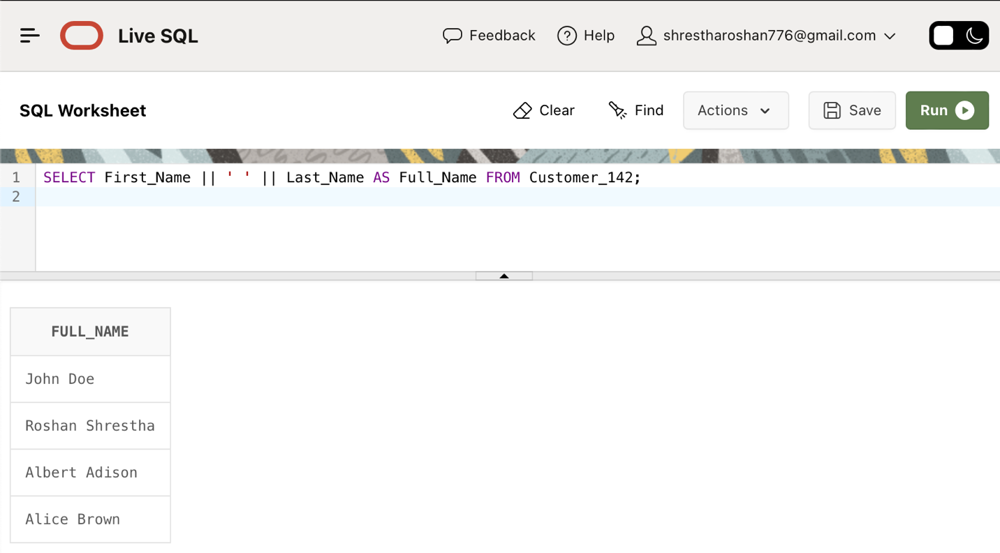 Live SQL Feedback Help shrestharoshan776@gmail.com
SQL Worksheet Clear Find Actions Save Run
1 SELECT First_Name || ' ' || Last_Name AS Full_Name FROM Customer_142;
2
FULL_NAME
John Doe
Roshan Shrestha
Albert Adison
Alice Brown